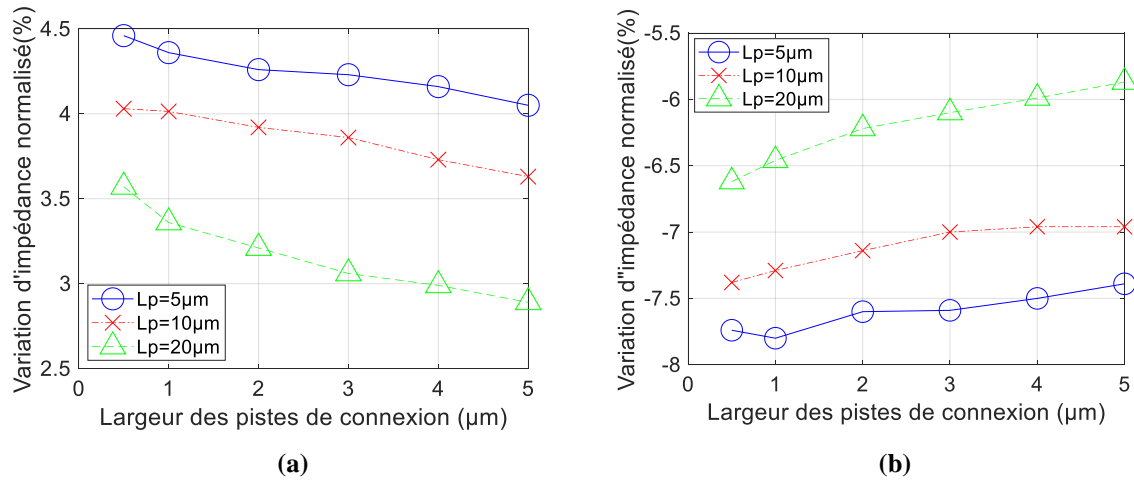 Variation d'impédance normalisé(%)
4.5
4
3.5
3
2.5
0 1 2 3 4 5
Lp=5µm
Lp=10µm
Lp=20µm
Largeur des pistes de connexion (µm)
(a)
Variation d"impédance normalisé(%)
-5.5
-6
-6.5
-7
-7.5
-8
0 1 2 3 4 5
Lp=5µm
Lp=10µm
Lp=20µm
Largeur des pistes de connexion (µm)
(b)